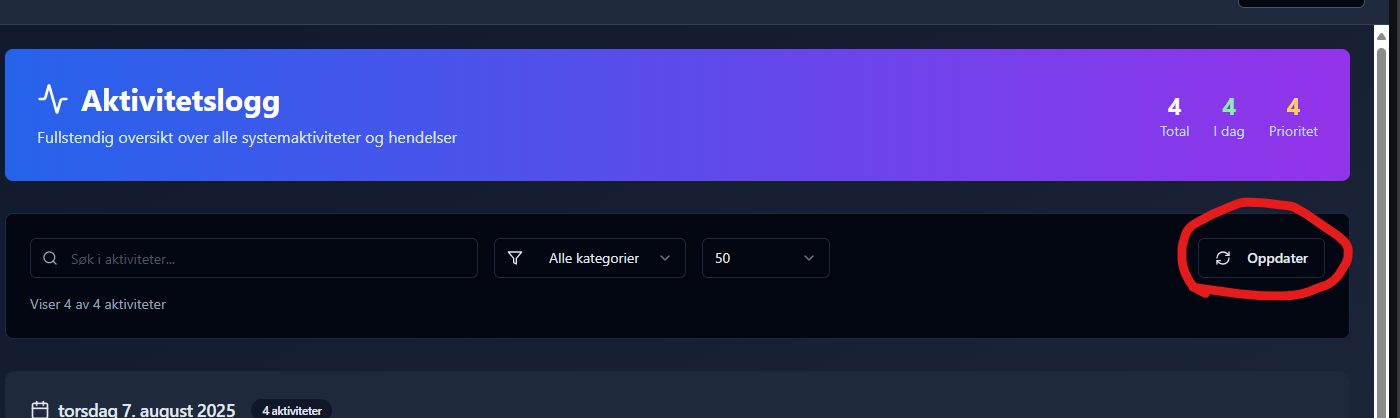 Aktivitetslogg
Fullstendig oversikt over alle systemaktiviteter og hendelser
4 4 4
Total I dag Prioritet
Søk i aktiviteter...
Alle kategorier
50
Oppdater
Viser 4 av 4 aktiviteter
torsdag 7. august 2025
4 aktiviteter